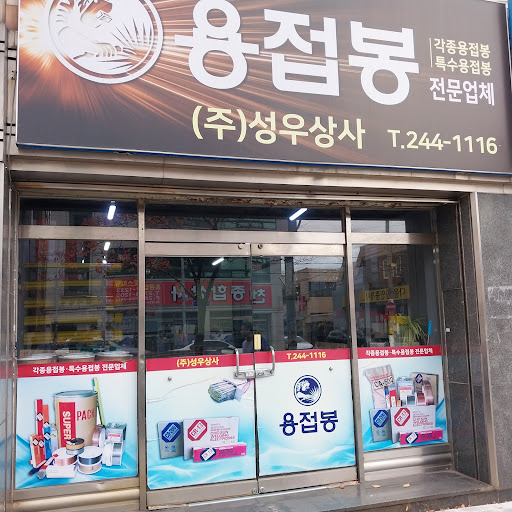 용접봉
각종용접봉
특수용접봉
전문업체
(주)성우상사 T.244-1116
각종용접봉·특수용접봉 전문업체
(주)성우상사
T.244-1116
각종용접봉·특수용접봉 전문업체
SUPER
PACK
용접봉